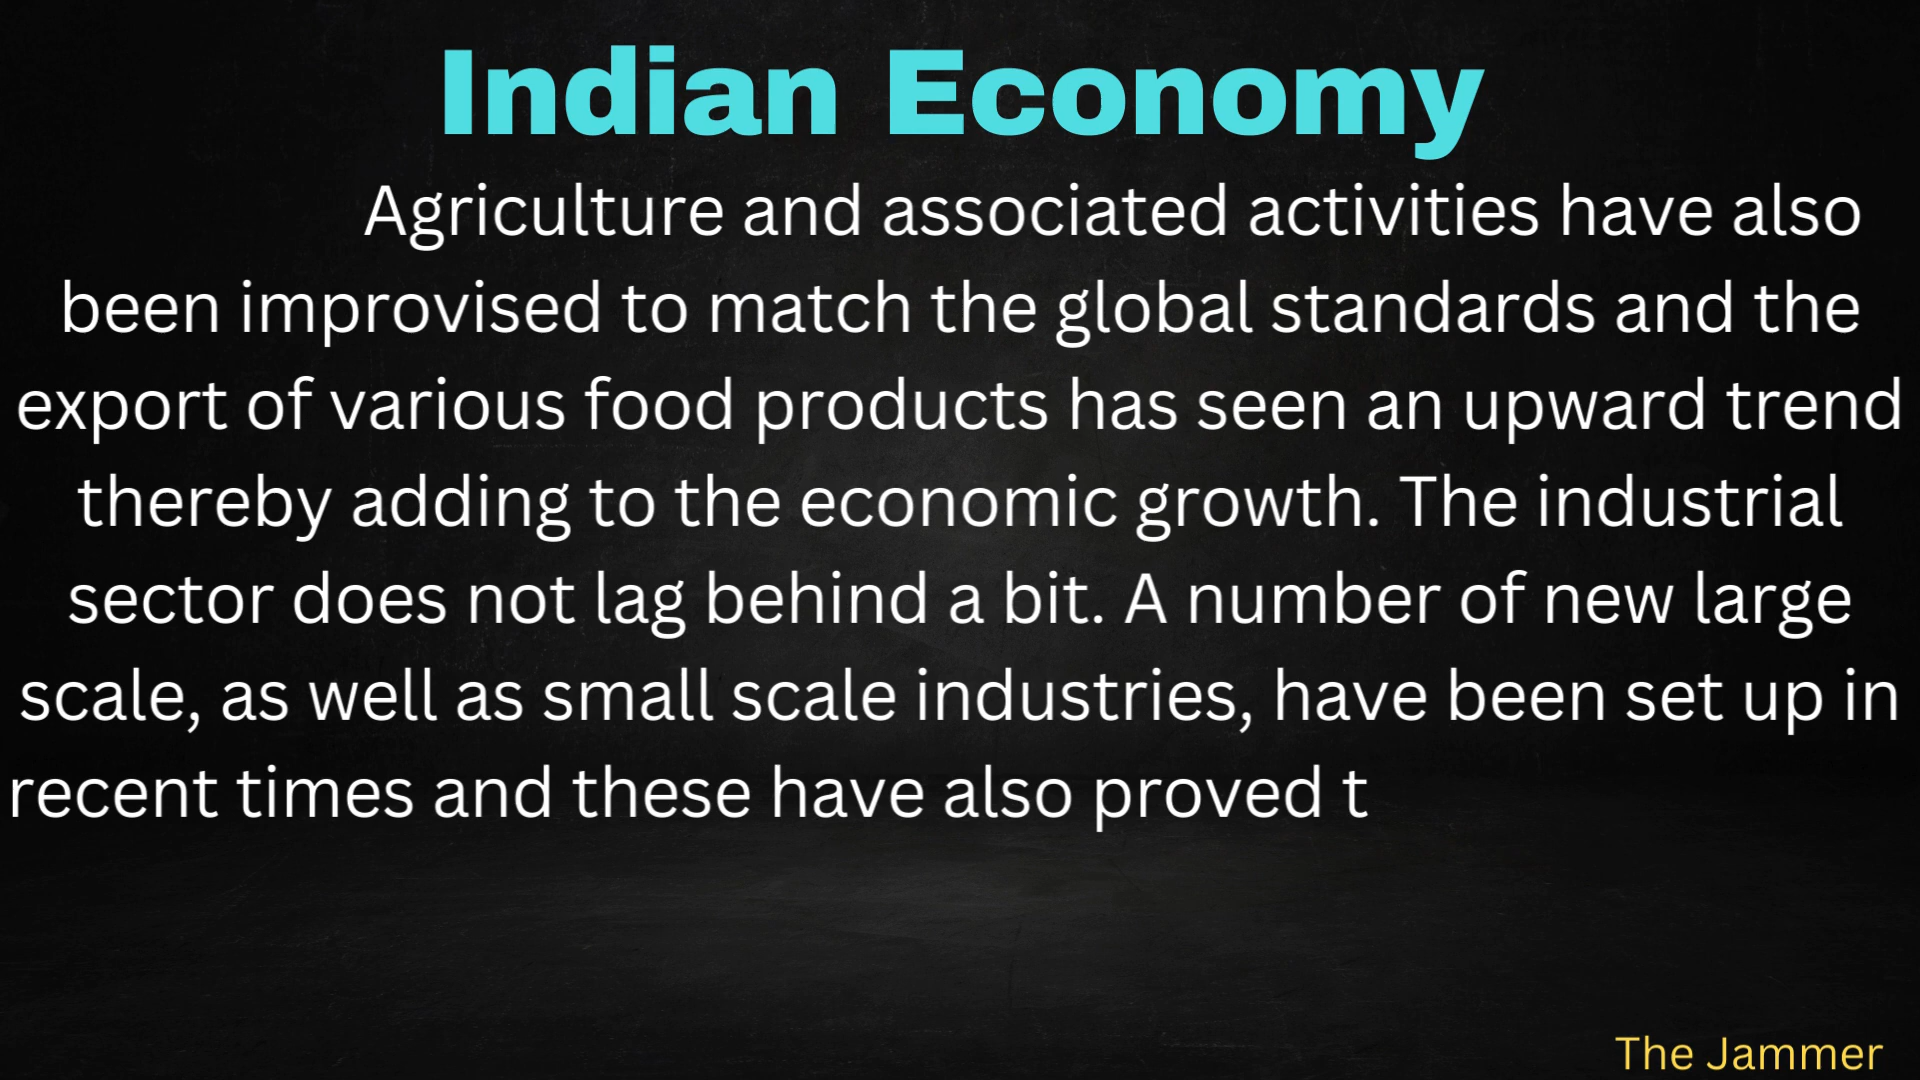 Indian Economy
Agriculture and associated activities have also
been improvised to match the global standards and the
export of various food products has seen an upward trend
thereby adding to the economic growth. The industrial
sector does not lag behind a bit. A number of new large
scale, as well as small scale industries, have been set up in
recent times and these have also proved t
The Jammer